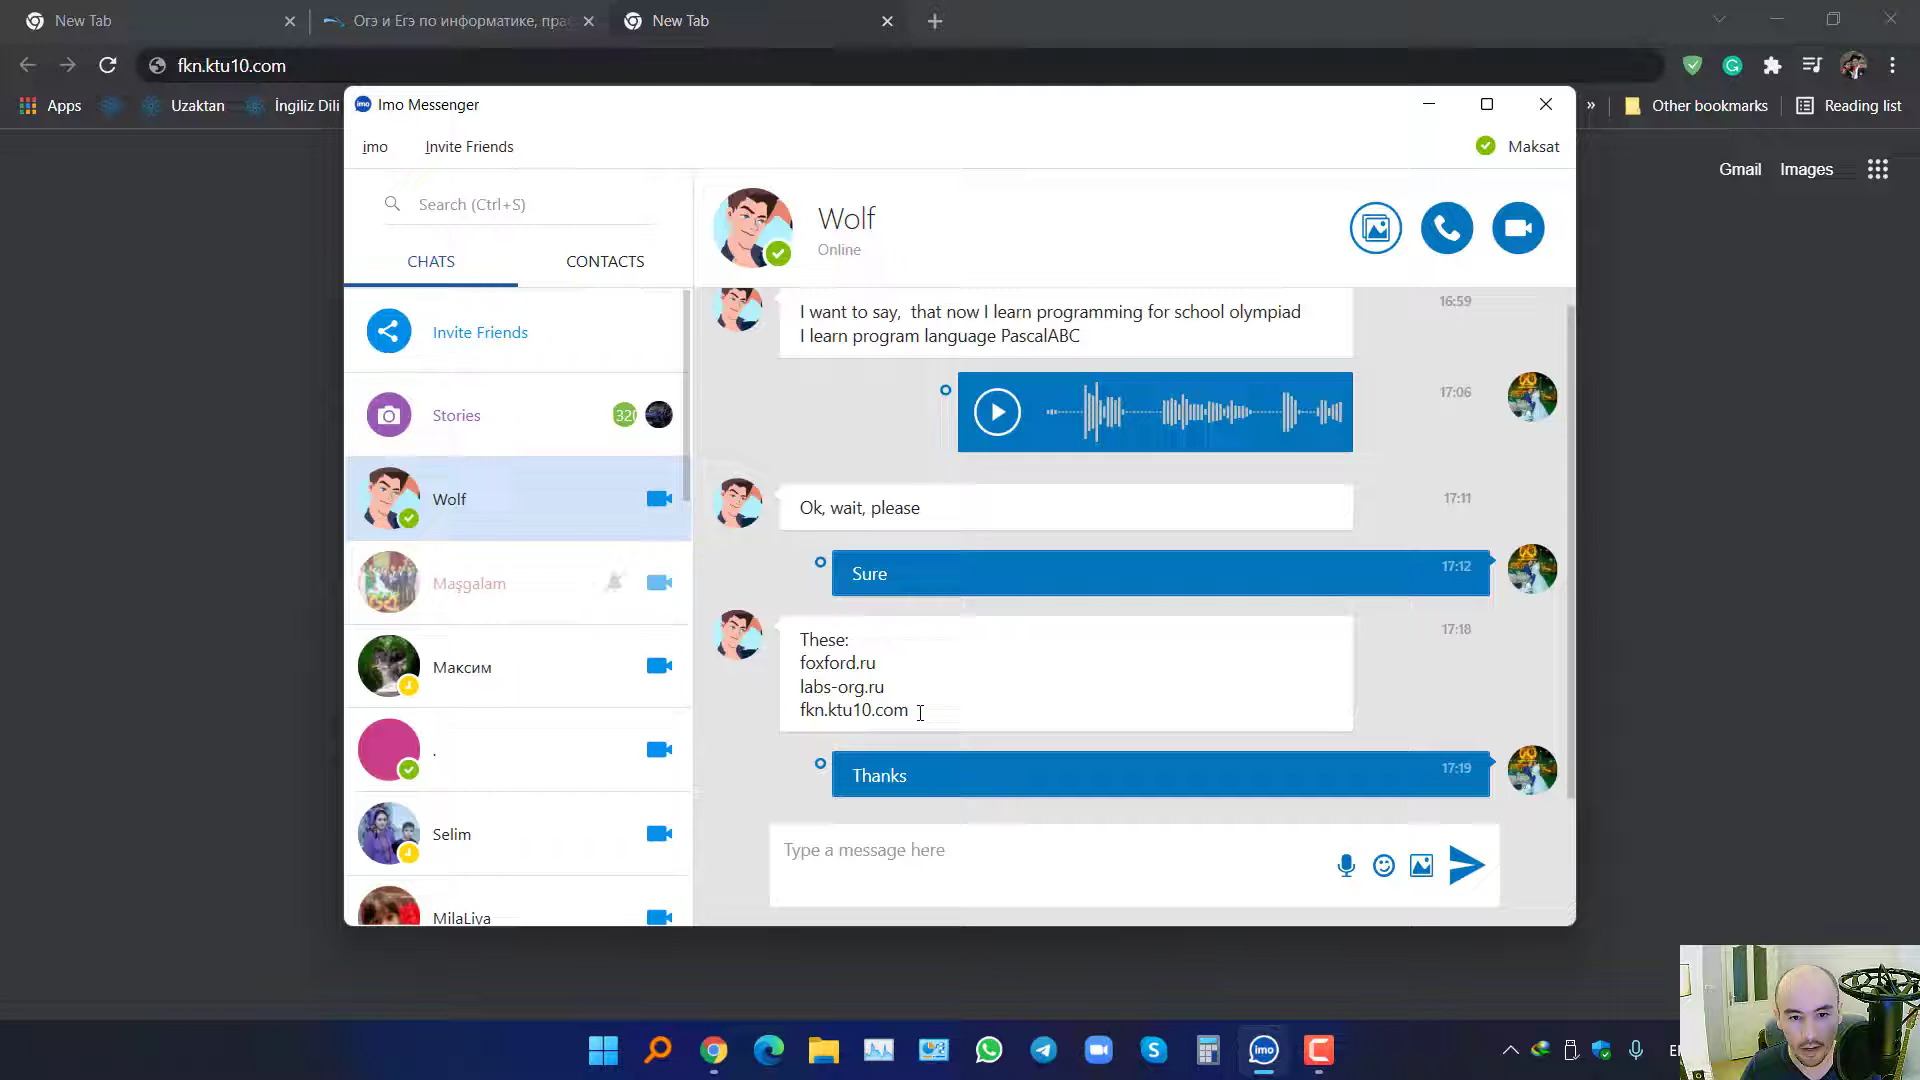 New Tab
Огэ и Егэ по информатике, пра
New Tab
fkn.ktu10.com
Apps
Uzaktan
İngiliz Dili
Other bookmarks
Reading list
Gmail
Images
imo
Imo Messenger
imo
Invite Friends
Maksat
Search (Ctrl+S)
CHATS
CONTACTS
Invite Friends
Stories
320
Wolf
Maşgalam
Максим
.
Selim
MilaLiya
Wolf
Online
I want to say,  that now I learn programming for school olympiad
I learn program language PascalABC
16:59
17:06
Ok, wait, please
17:11
Sure
17:12
These:
foxford.ru
labs-org.ru
fkn.ktu10.com
17:18
Thanks
17:19
Type a message here
imo